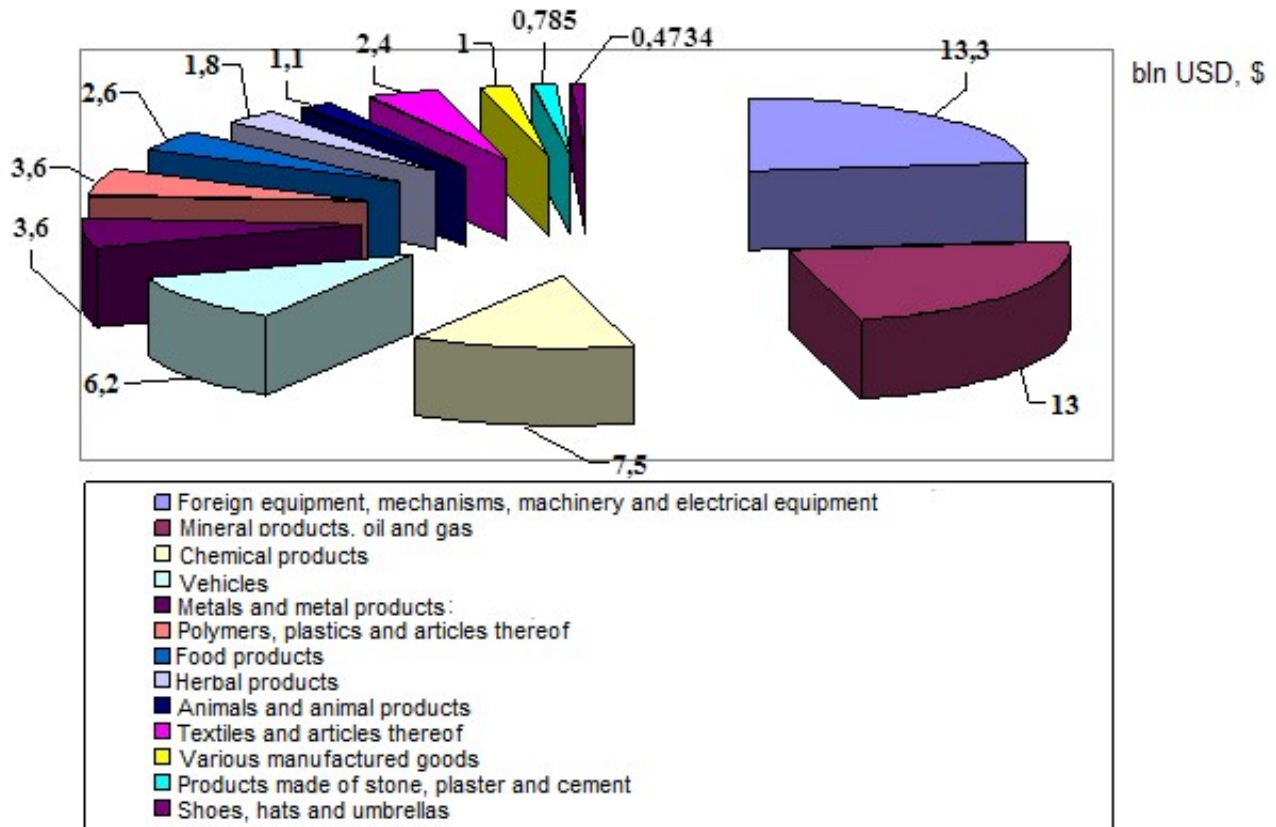 0,785
1
0,4734
2,4
13,3
1,1
1,8
bln USD, $
2,6
3,6
3,6
6,2
13
7,5
Foreign equipment, mechanisms, machinery and electrical equipment
Mineral products, oil and gas
Chemical products
Vehicles
Metals and metal products:
Polymers, plastics and articles thereof
Food products
Herbal products
Animals and animal products
Textiles and articles thereof
Various manufactured goods
Products made of stone, plaster and cement
Shoes, hats and umbrellas